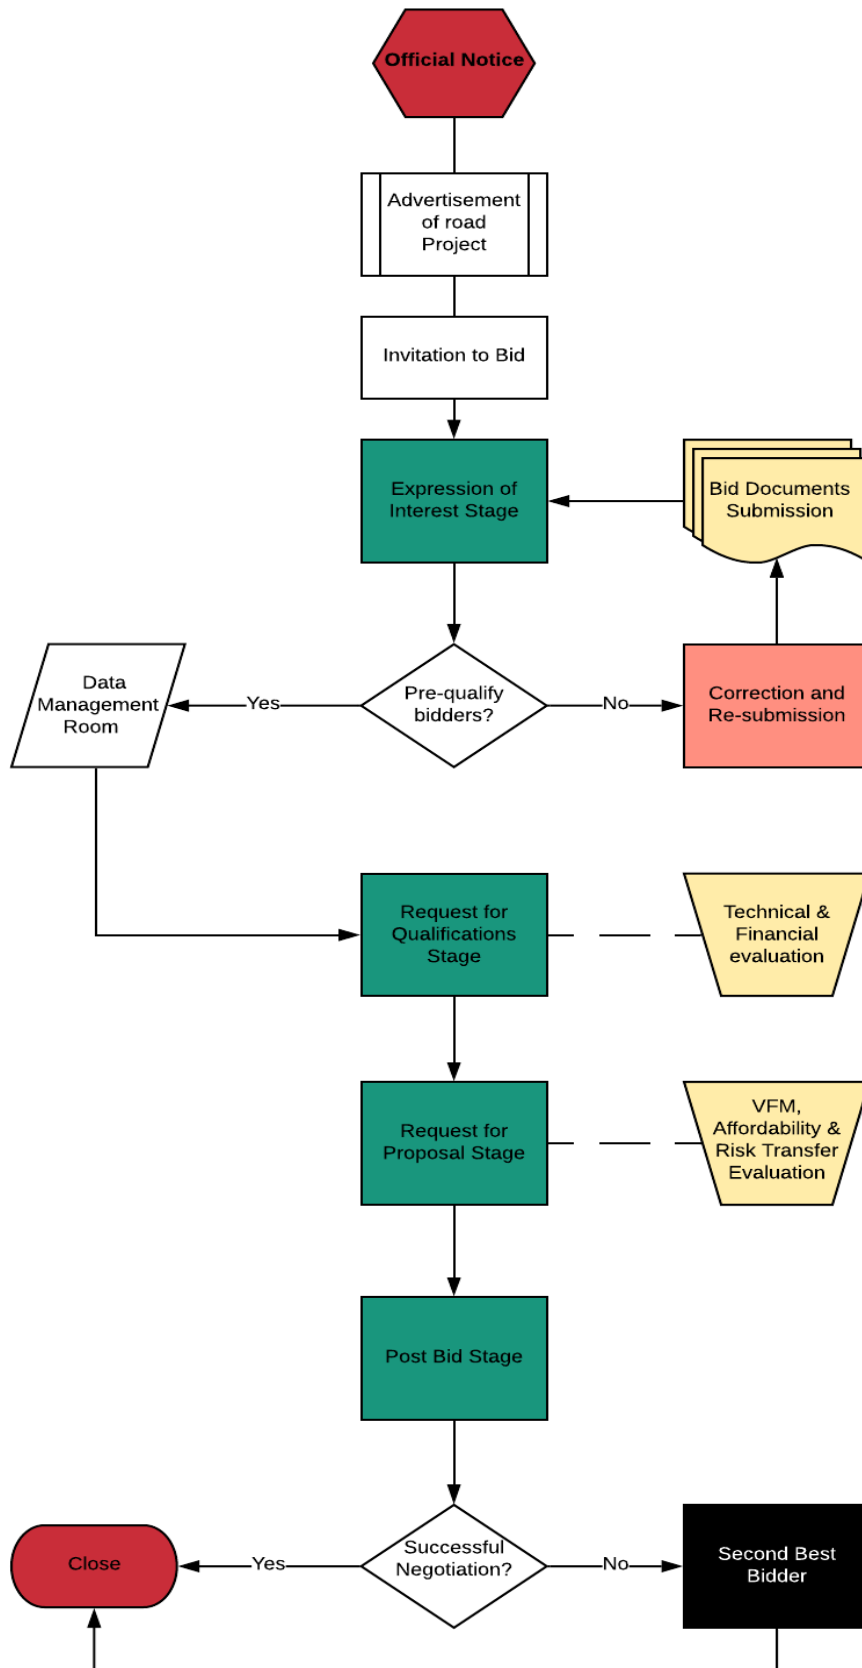 Official Notice
Advertisement
of road
Project
Invitation to Bid
Expression of
Interest Stage
Bid Documents
Submission
Data
Management
Room
Yes
Pre-qualify
bidders?
No
Correction and
Re-submission
Request for
Qualifications
Stage
Technical &
Financial
evaluation
Request for
Proposal Stage
VFM,
Affordability &
Risk Transfer
Evaluation
Post Bid Stage
Close
Yes
Successful
Negotiation?
No
Second Best
Bidder